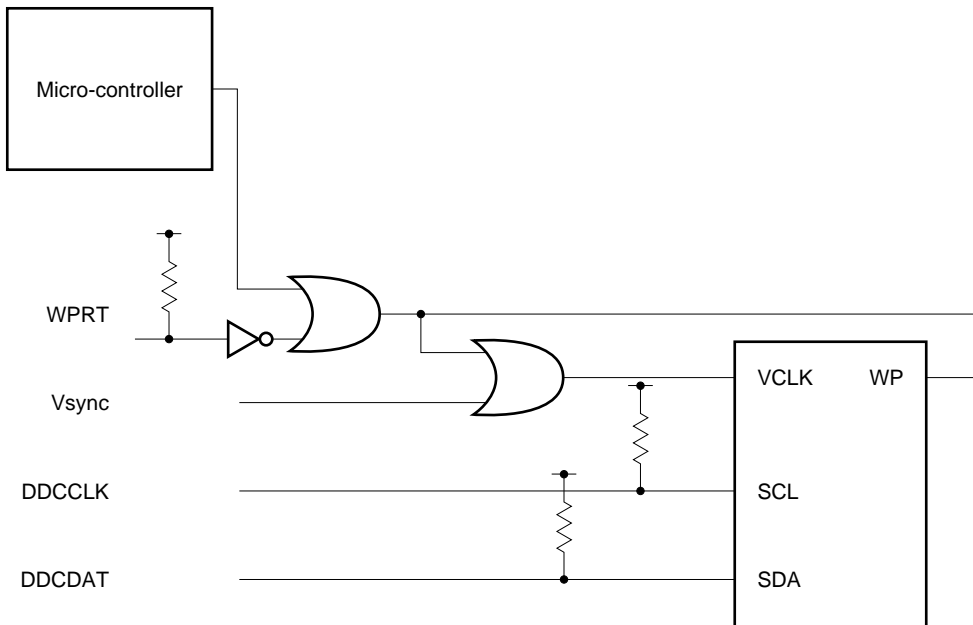 Micro-controller
WPRT
Vsync
VCLK WP
DDCCLK
SCL
DDCDAT
SDA